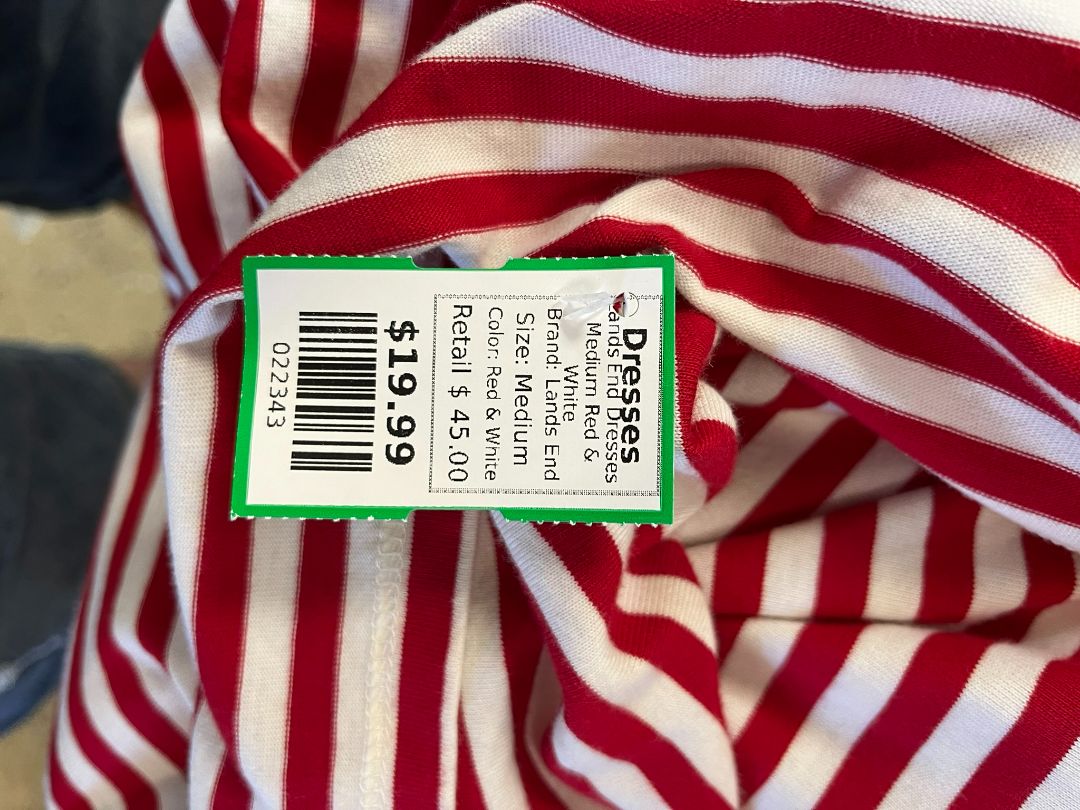 Dresses
Lands End Dresses
Medium Red &
White
Brand: Lands End
Size: Medium
Color: Red & White
Retail $ 45.00
$19.99
022343